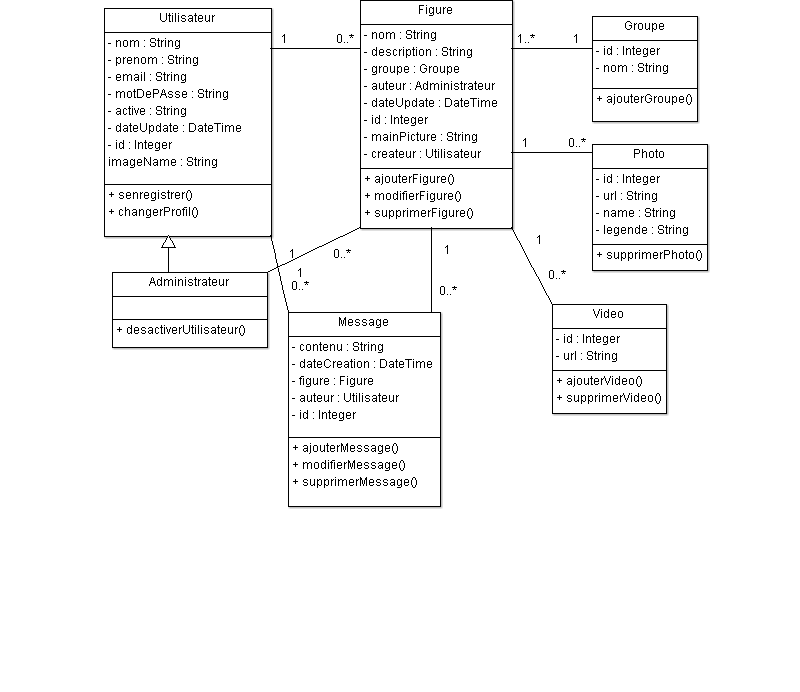 Utilisateur
- nom : String
- prenom : String
- email : String
- motDePAsse : String
- active : String
- dateUpdate : DateTime
- id : Integer
imageName : String
+ senregistrer()
+ changerProfil()
1
0..*
Figure
- nom : String
- description : String
- groupe : Groupe
- auteur : Administrateur
- dateUpdate : DateTime
- id : Integer
- mainPicture : String
- createur : Utilisateur
+ ajouterFigure()
+ modifierFigure()
+ supprimerFigure()
1..*
1
Groupe
- id : Integer
- nom : String
+ ajouterGroupe()
1
0..*
Photo
- id : Integer
- url : String
- name : String
- legende : String
+ supprimerPhoto()
Administrateur
+ desactiverUtilisateur()
1
0..*
1
0..*
1
0..*
1
0..*
Message
- contenu : String
- dateCreation : DateTime
- figure : Figure
- auteur : Utilisateur
- id : Integer
+ ajouterMessage()
+ modifierMessage()
+ supprimerMessage()
Video
- id : Integer
- url : String
+ ajouterVideo()
+ supprimerVideo()